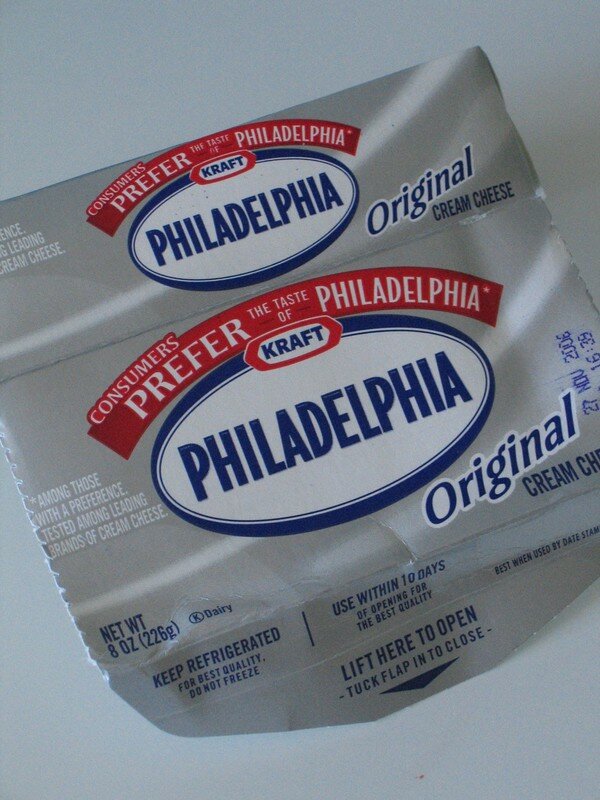 CONSUMERS PREFER THE TASTE OF PHILADELPHIA*
KRAFT
PHILADELPHIA
Original
CREAM CHEESE
LEADING
CREAM CHEESE.
CONSUMERS PREFER THE TASTE OF PHILADELPHIA*
KRAFT
PHILADELPHIA
Original
CREAM CHE
27 NOV 2006
16:39
*AMONG THOSE
WITH A PREFERENCE.
TESTED AMONG LEADING
BRANDS OF CREAM CHEESE.
BEST WHEN USED BY DATE STAM
NET WT
8 OZ (226g)
K Dairy
KEEP REFRIGERATED
FOR BEST QUALITY,
DO NOT FREEZE
USE WITHIN 10 DAYS
OF OPENING FOR
THE BEST QUALITY
LIFT HERE TO OPEN
- TUCK FLAP IN TO CLOSE -